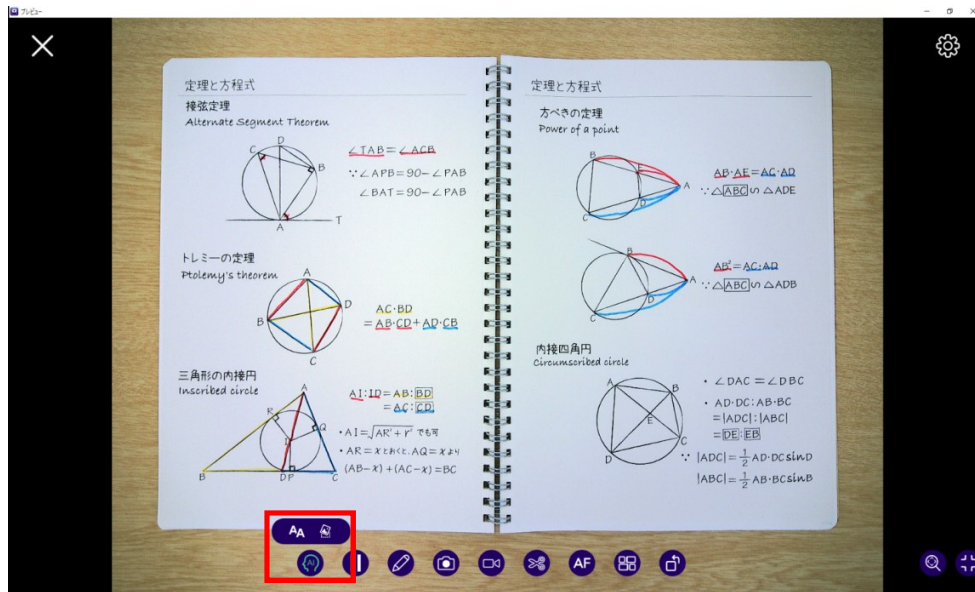 プレビュー
定理と方程式
接弦定理
Alternate Segment Theorem
D
C
B
A
T
∠TAB=∠ACB
∵∠APB=90-∠PAB
∠BAT=90-∠PAB
トレミーの定理
Ptolemy's theorem
A
B
D
C
AC·BD
=AB·CD+AD·CB
三角形の内接円
Inscribed circle
A
R
Q
I
B
D
P
C
AI:ID=AB:BD
=AC:CD
・AI=√AR²+r² でも可
・AR=xとおくと、AQ=xより
(AB-x)+(AC-x)=BC
定理と方程式
方べきの定理
Power of a point
B
E
A
D
C
AB·AE=AC·AD
∵△ABC∽△ADE
B
A
D
C
AB²=AC·AD
∵△ABC∽△ADB
内接四角円
Circumscribed circle
A
B
E
C
D
・∠DAC=∠DBC
・AD·DC:AB·BC
=|ADC|:|ABC|
=DE:EB
∵|ADC|=1/2 AD·DCsinD
|ABC|=1/2 AB·BCsinB
AA
AI
AF